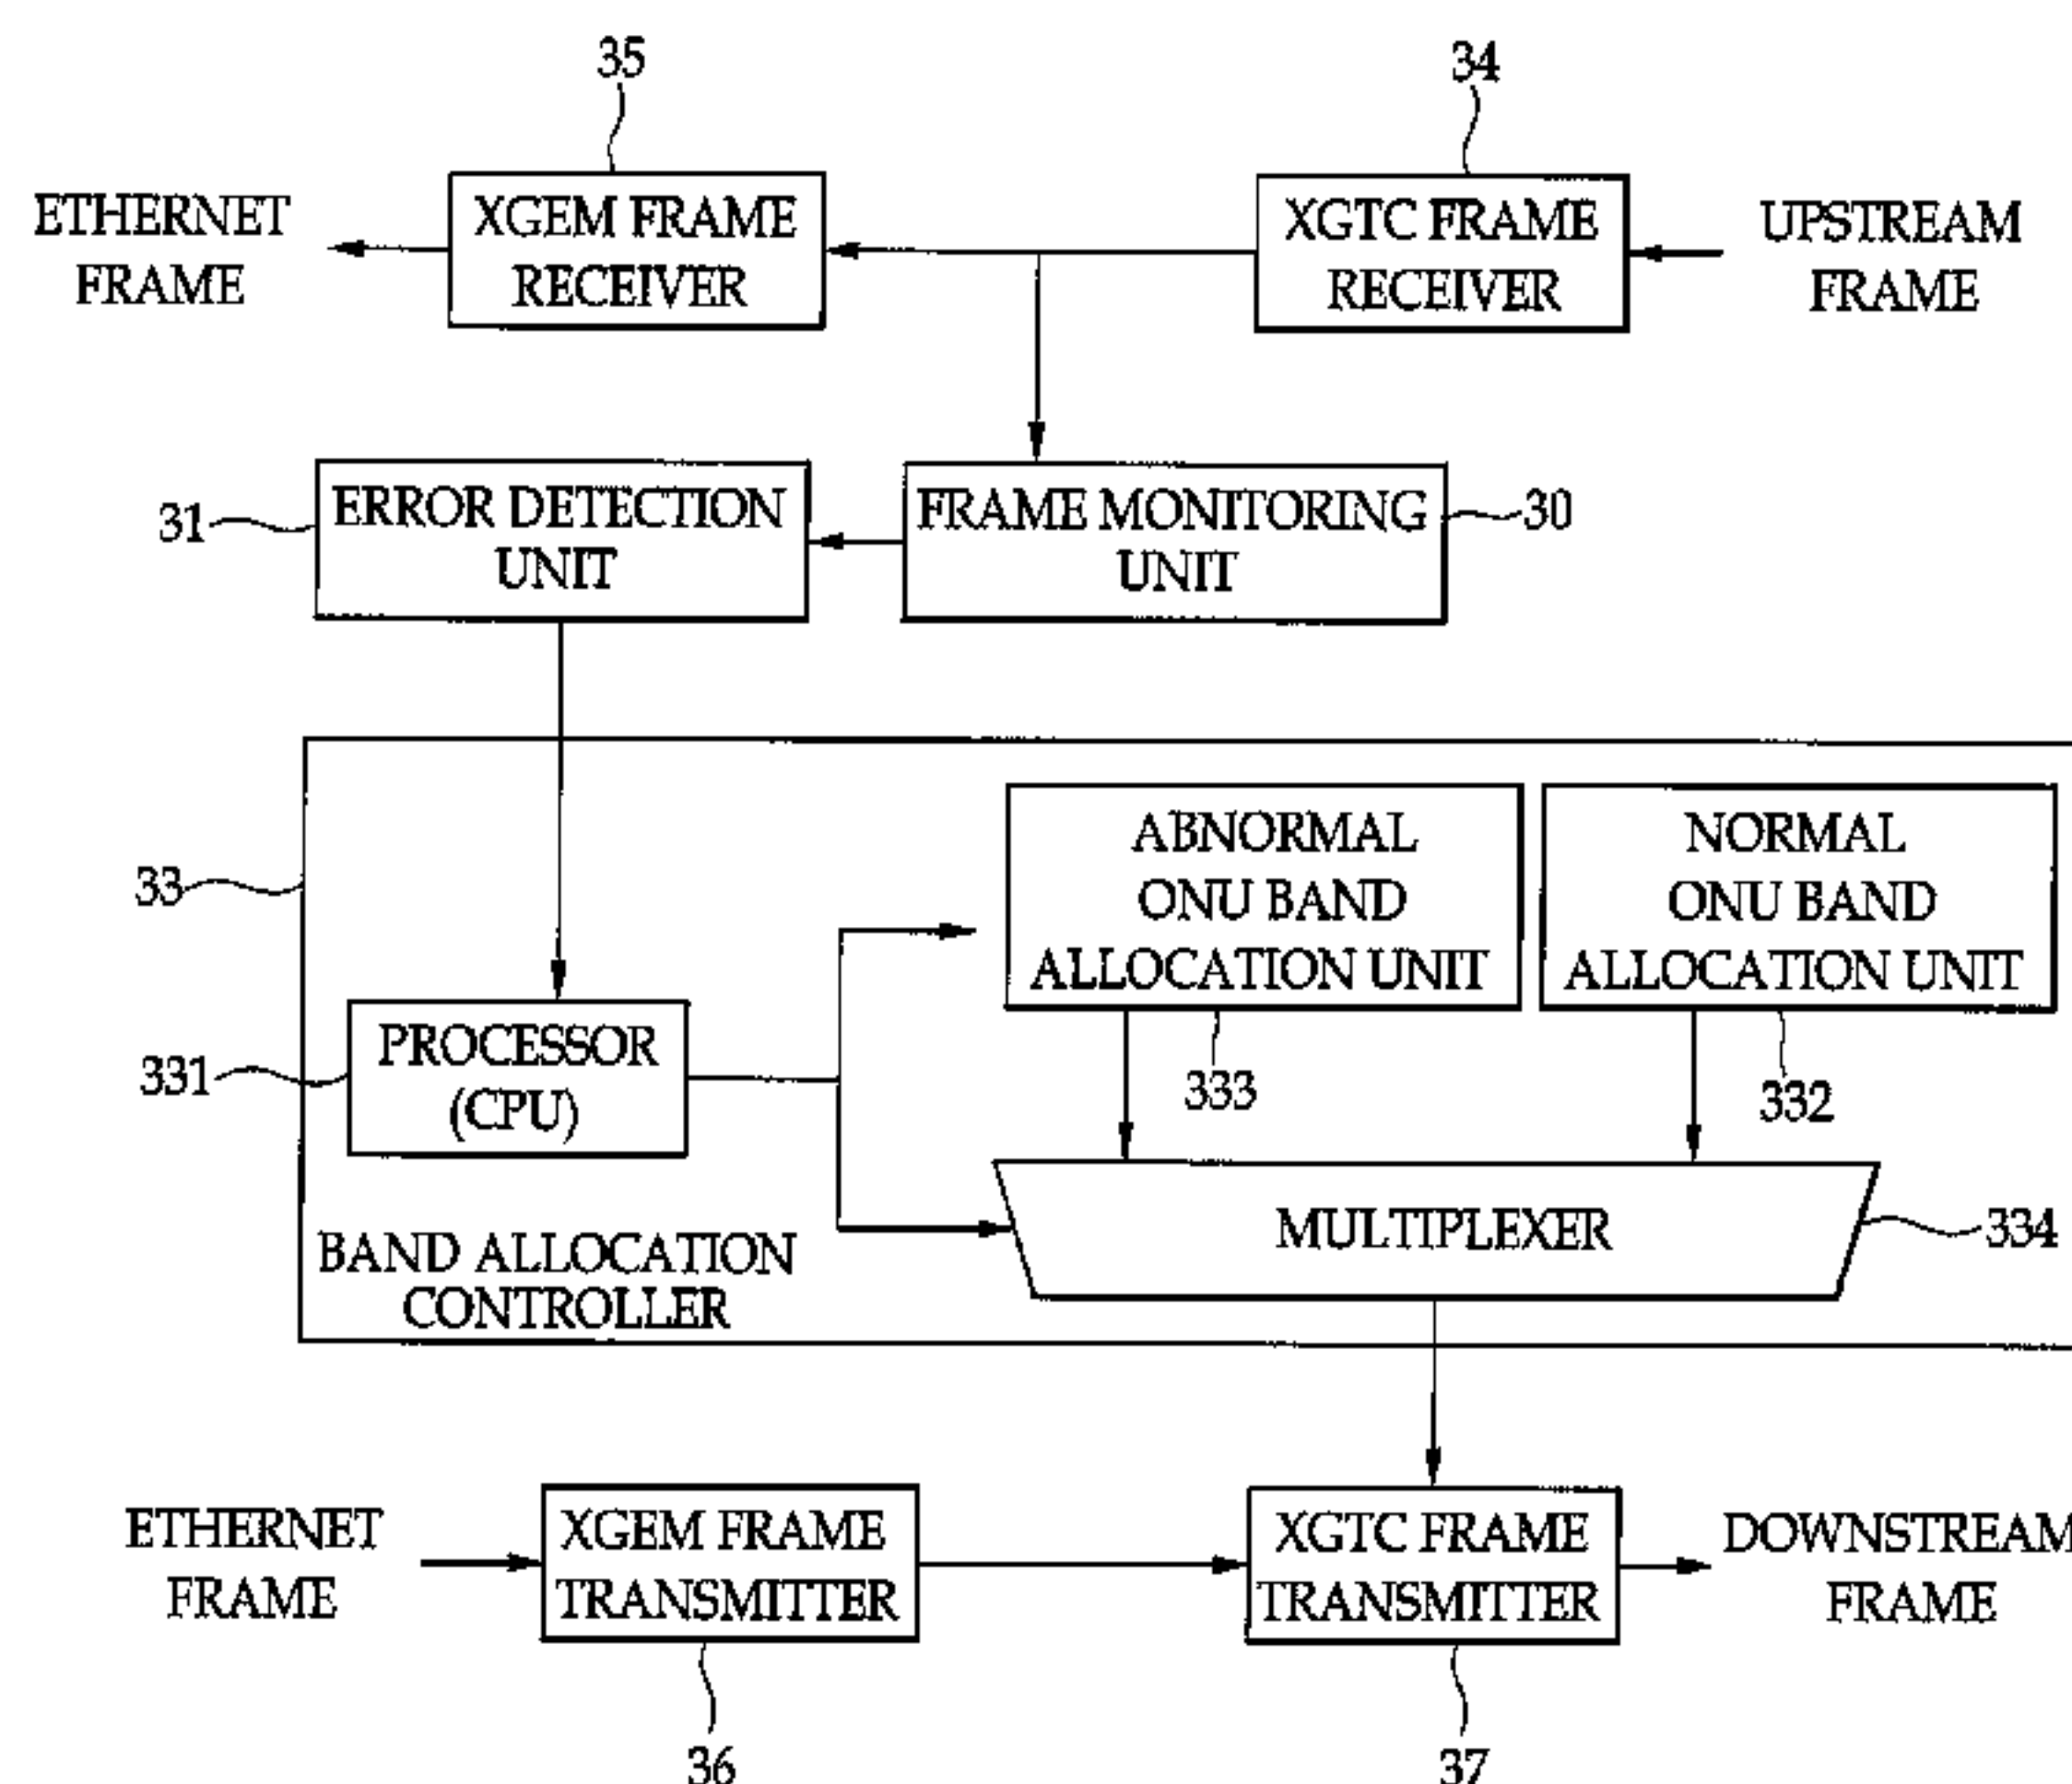 35
34
ETHERNET
FRAME
XGEM FRAME
RECEIVER
XGTC FRAME
RECEIVER
UPSTREAM
FRAME
31
ERROR DETECTION
UNIT
FRAME MONITORING
UNIT
30
33
ABNORMAL
ONU BAND
ALLOCATION UNIT
NORMAL
ONU BAND
ALLOCATION UNIT
331
PROCESSOR
(CPU)
333
332
MULTIPLEXER
334
BAND ALLOCATION
CONTROLLER
ETHERNET
FRAME
XGEM FRAME
TRANSMITTER
XGTC FRAME
TRANSMITTER
DOWNSTREAM
FRAME
36
37